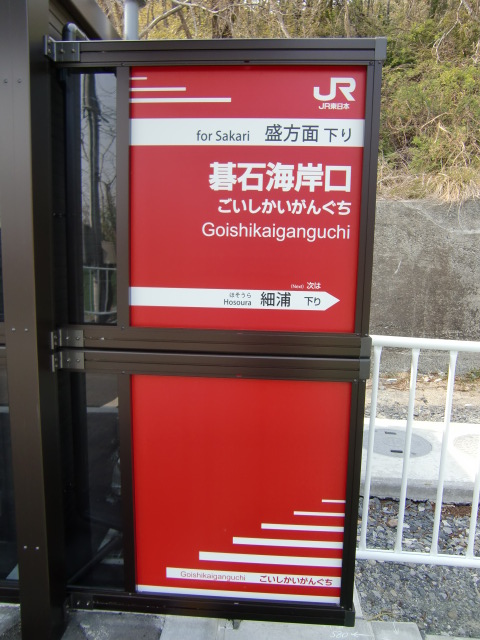 JR
JR東日本
for Sakari 盛方面 下り
碁石海岸口
ごいしかいがんぐち
Goishikaiganguchi
(Next) 次は
ほそうら
Hosoura 細浦 下り
Goishikaiganguchi ごいしかいがんぐち